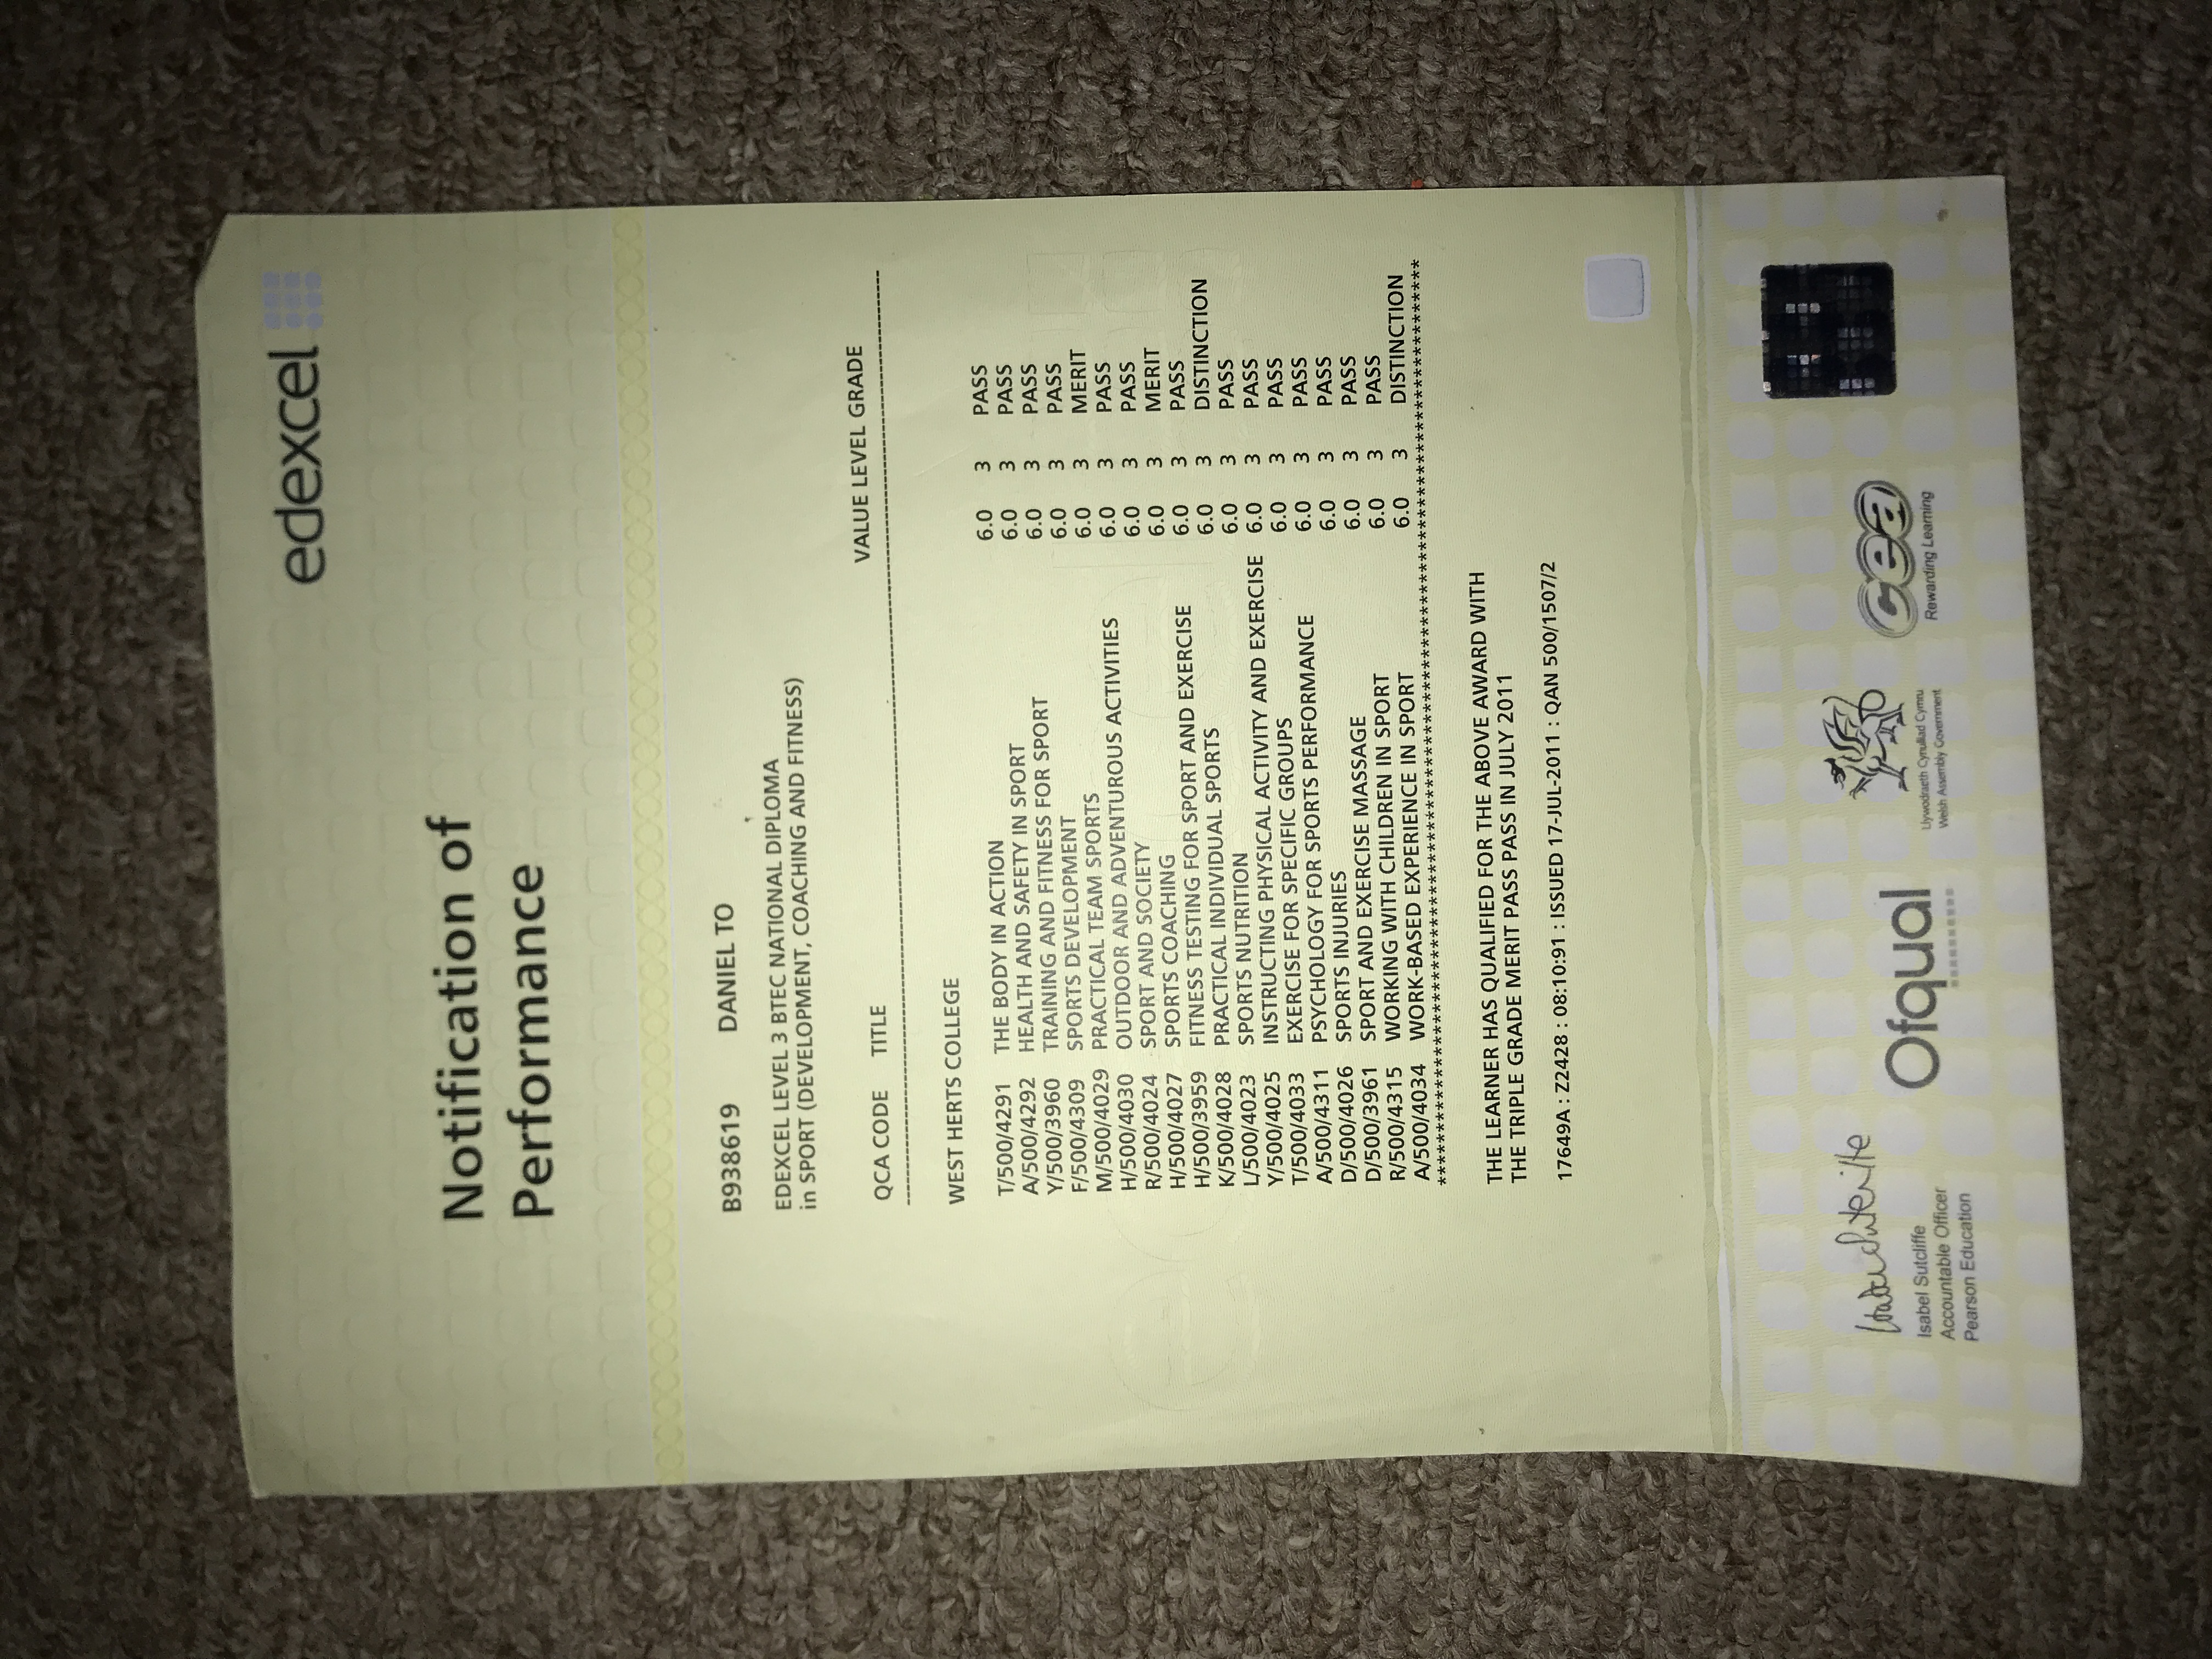 edexcel
Notification of
Performance
B938619 DANIEL TO
EDEXCEL LEVEL 3 BTEC NATIONAL DIPLOMA
in SPORT (DEVELOPMENT, COACHING AND FITNESS)
QCA CODE TITLE VALUE LEVEL GRADE
WEST HERTS COLLEGE
T/500/4291 THE BODY IN ACTION 6.0 3 PASS
A/500/4292 HEALTH AND SAFETY IN SPORT 6.0 3 PASS
Y/500/3960 TRAINING AND FITNESS FOR SPORT 6.0 3 PASS
F/500/4309 SPORTS DEVELOPMENT 6.0 3 PASS
M/500/4029 PRACTICAL TEAM SPORTS 6.0 3 MERIT
H/500/4030 OUTDOOR AND ADVENTUROUS ACTIVITIES 6.0 3 PASS
R/500/4024 SPORT AND SOCIETY 6.0 3 PASS
H/500/4027 SPORTS COACHING 6.0 3 MERIT
H/500/3959 FITNESS TESTING FOR SPORT AND EXERCISE 6.0 3 PASS
K/500/4028 PRACTICAL INDIVIDUAL SPORTS 6.0 3 DISTINCTION
L/500/4023 SPORTS NUTRITION 6.0 3 PASS
Y/500/4025 INSTRUCTING PHYSICAL ACTIVITY AND EXERCISE 6.0 3 PASS
T/500/4033 EXERCISE FOR SPECIFIC GROUPS 6.0 3 PASS
A/500/4311 PSYCHOLOGY FOR SPORTS PERFORMANCE 6.0 3 PASS
D/500/4026 SPORTS INJURIES 6.0 3 PASS
D/500/3961 SPORT AND EXERCISE MASSAGE 6.0 3 PASS
R/500/4315 WORKING WITH CHILDREN IN SPORT 6.0 3 PASS
A/500/4034 WORK-BASED EXPERIENCE IN SPORT 6.0 3 DISTINCTION
THE LEARNER HAS QUALIFIED FOR THE ABOVE AWARD WITH
THE TRIPLE GRADE MERIT PASS PASS IN JULY 2011
17649A : Z2428 : 08:10:91 : ISSUED 17-JUL-2011 : QAN 500/1507/2
Isabel Sutcliffe
Accountable Officer
Pearson Education
Ofqual
Llywodraeth Cynulliad Cymru
Welsh Assembly Government
cea
Rewarding Learning